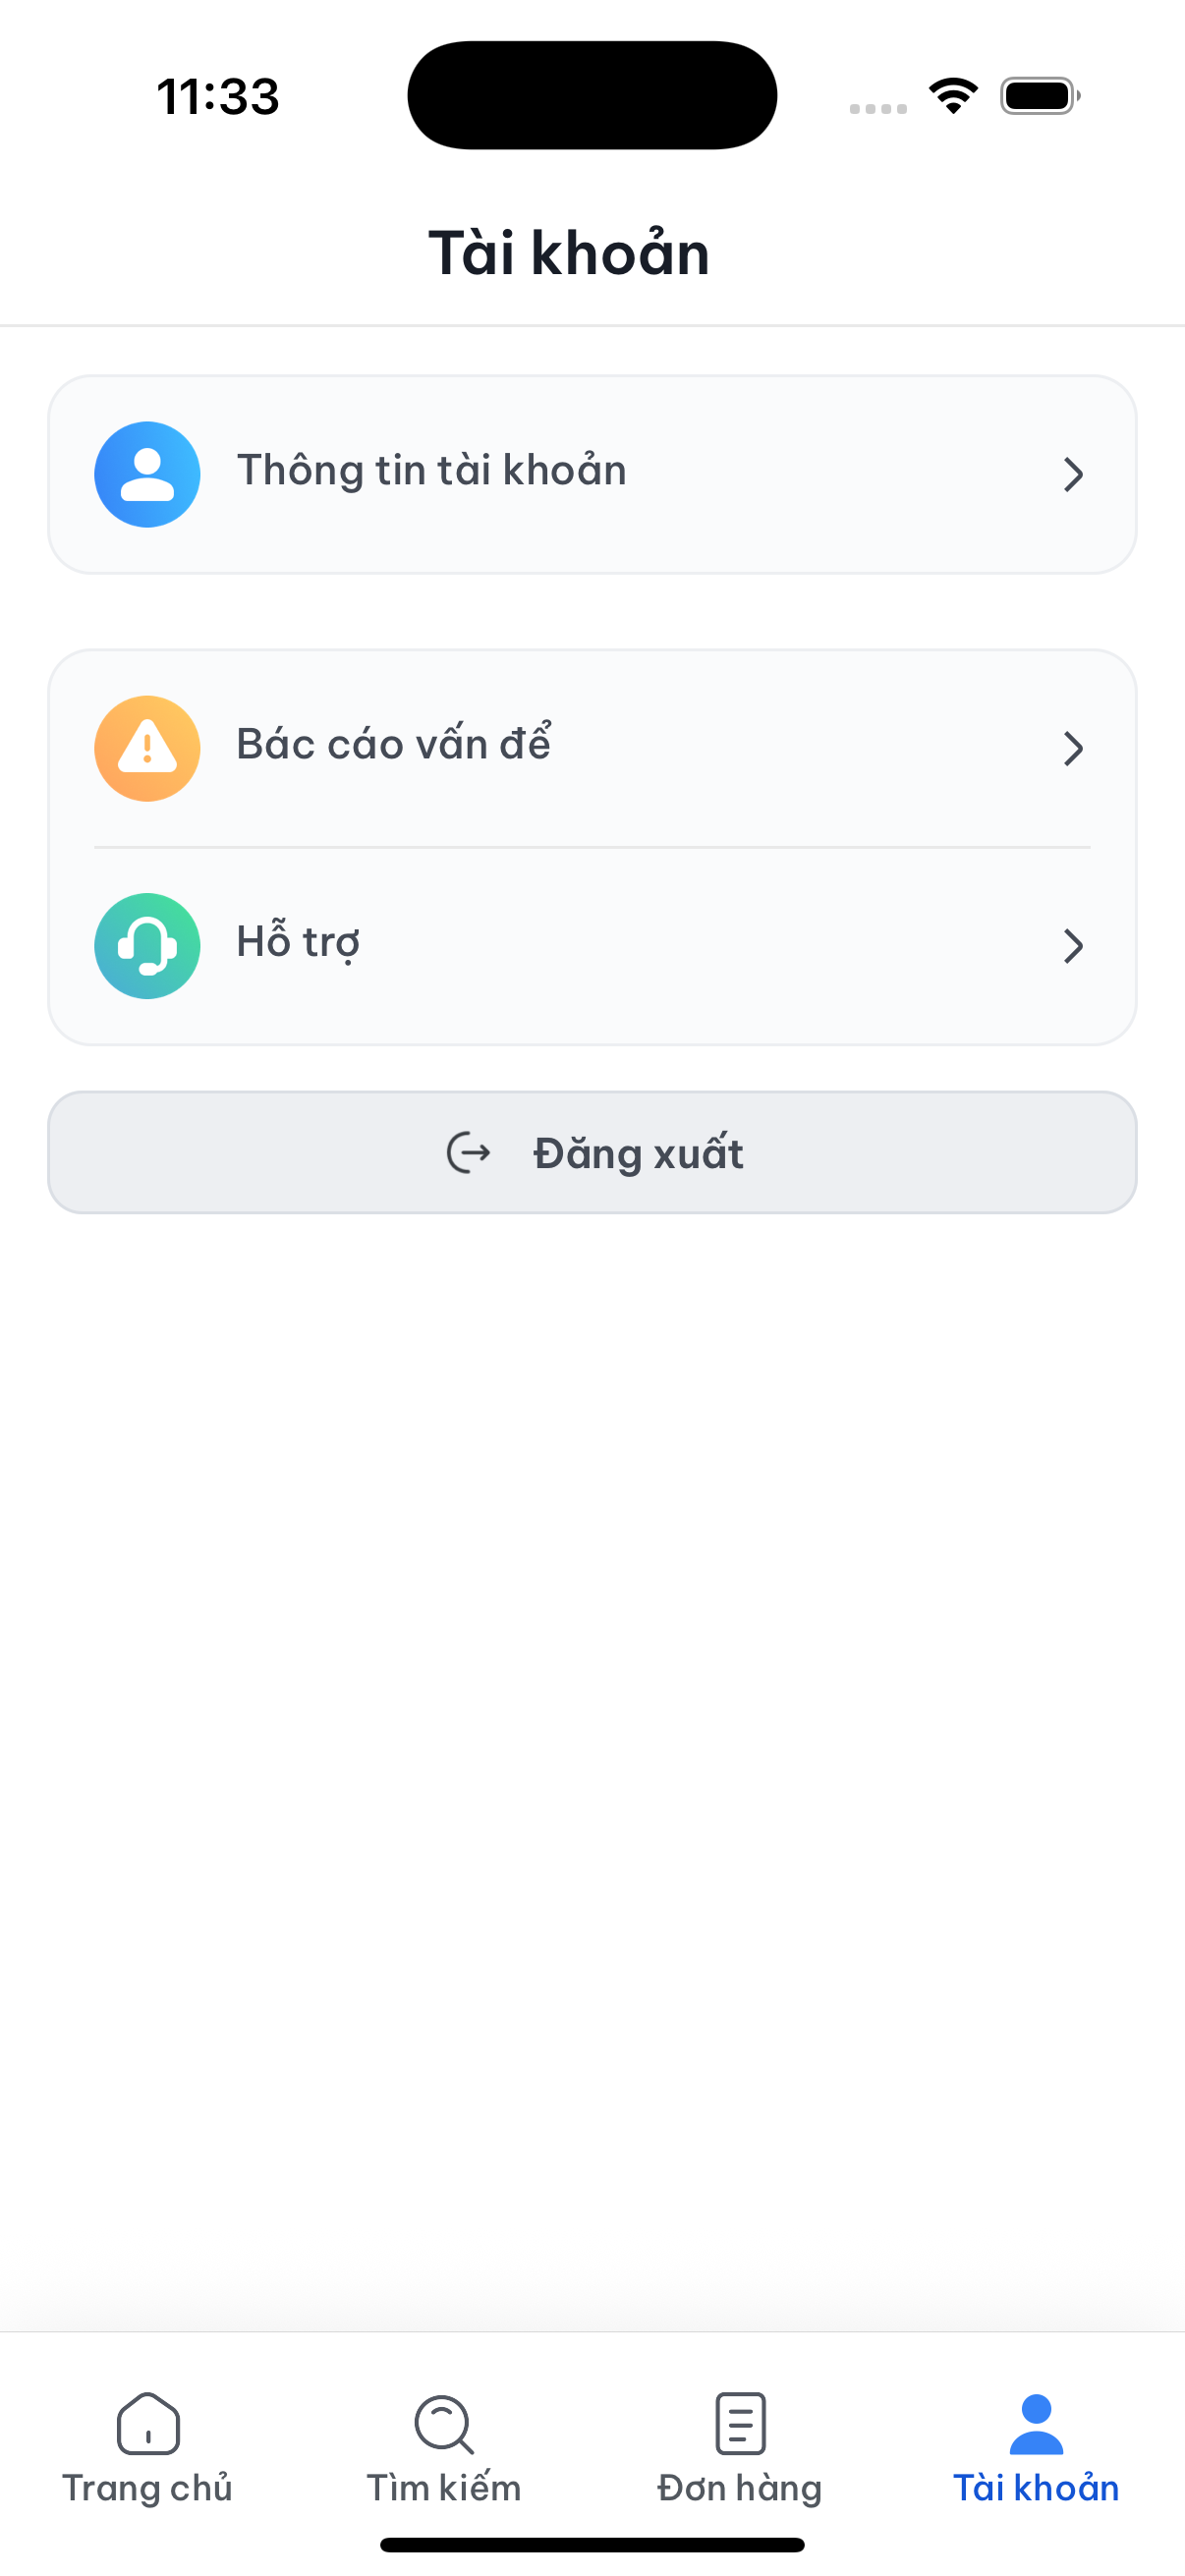 11:33
Tài khoản
Thông tin tài khoản
Bác cáo vấn để
Hỗ trợ
Đăng xuất
Trang chủ
Tìm kiếm
Đơn hàng
Tài khoản